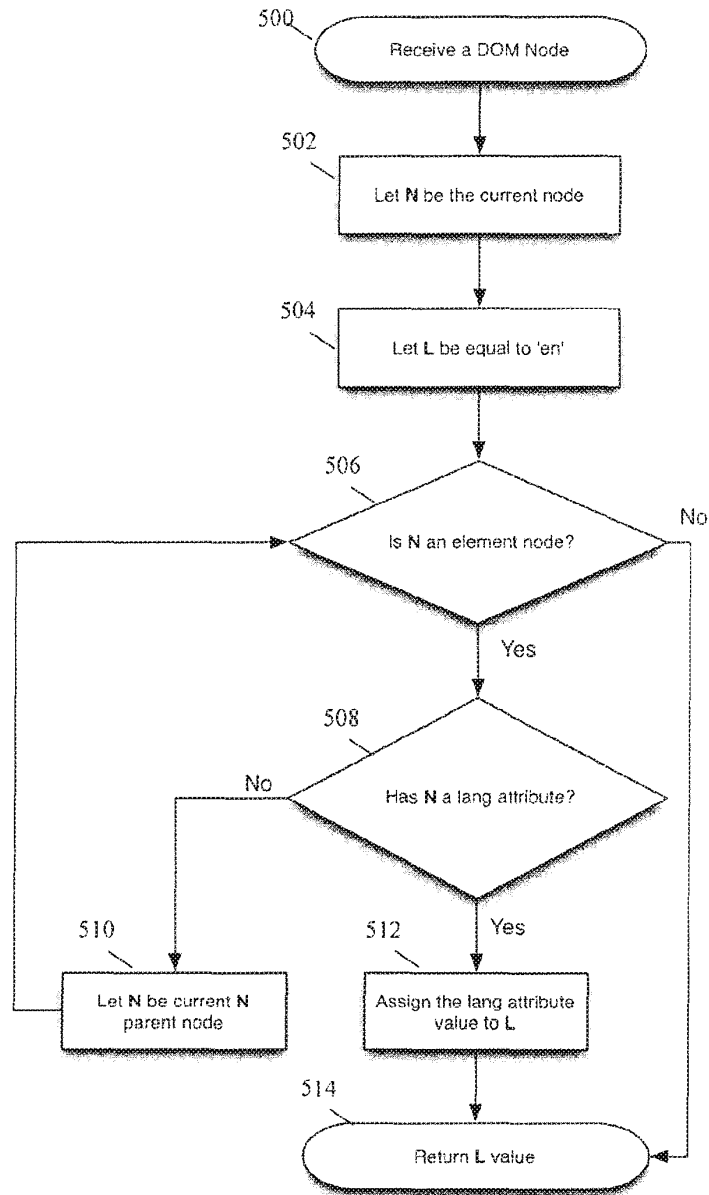 500
Receive a DOM Node
502
Let N be the current node
504
Let L be equal to 'en'
506
No
Is N an element node?
Yes
508
No
Has N a lang attribute?
510
512
Yes
Let N be current N
parent node
Assign the lang attribute
value to L
514
Return L value